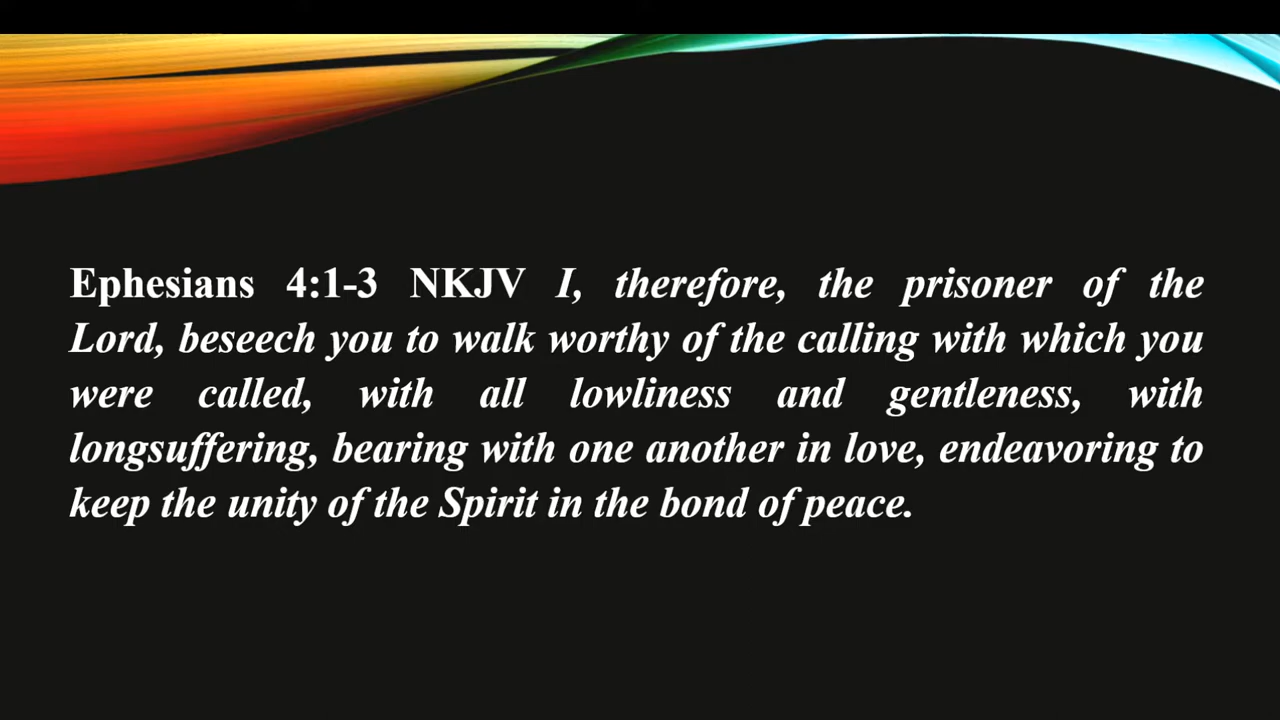 Ephesians 4:1-3 NKJV I, therefore, the prisoner of the
Lord, beseech you to walk worthy of the calling with which you
were called, with all lowliness and gentleness, with
longsuffering, bearing with one another in love, endeavoring to
keep the unity of the Spirit in the bond of peace.